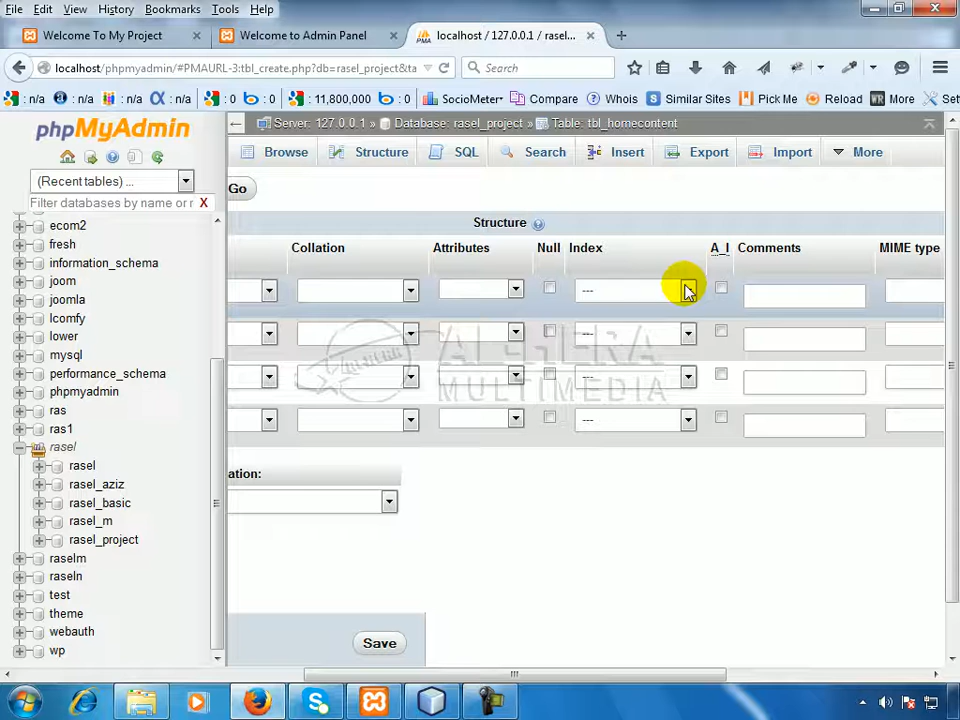 File Edit View History Bookmarks Tools Help
Welcome To My Project
Welcome to Admin Panel
localhost / 127.0.0.1 / rasel...
localhost/phpmyadmin/#PMAURL-3:tbl_create.php?db=rasel_project&ta
Search
: n/a : n/a : n/a : n/a : 0 : 0 : 11,800,000 : 0 SocioMeter Compare Whois Similar Sites Pick Me Reload More Set
phpMyAdmin
(Recent tables) ...
Filter databases by name or r X
ecom2
fresh
information_schema
joom
joomla
lcomfy
lower
mysql
performance_schema
phpmyadmin
ras
ras1
rasel
rasel
rasel_aziz
rasel_basic
rasel_m
rasel_project
raselm
raseln
test
theme
webauth
wp
Server: 127.0.0.1 » Database: rasel_project » Table: tbl_homecontent
Browse Structure SQL Search Insert Export Import More
Go
Structure
Collation Attributes Null Index A_I Comments MIME type
---
---
---
---
ALGHERA
MULTIMEDIA
ation:
Save